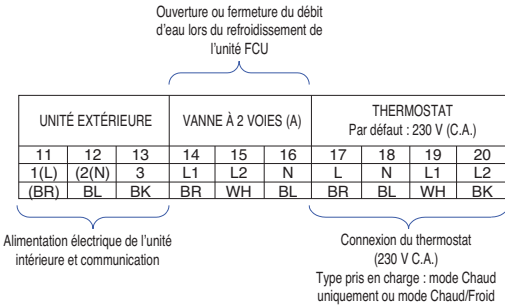 Ouverture ou fermeture du débit
d'eau lors du refroidissement de
l'unité FCU
UNITÉ EXTÉRIEURE VANNE À 2 VOIES (A) THERMOSTAT
Par défaut : 230 V (C.A.)
11 12 13 14 15 16 17 18 19 20
1(L) (2(N) 3 L1 L2 N L N L1 L2
(BR) BL BK BR WH BL BR BL WH BK
Alimentation électrique de l'unité
intérieure et communication
Connexion du thermostat
(230 V C.A.)
Type pris en charge : mode Chaud
uniquement ou mode Chaud/Froid